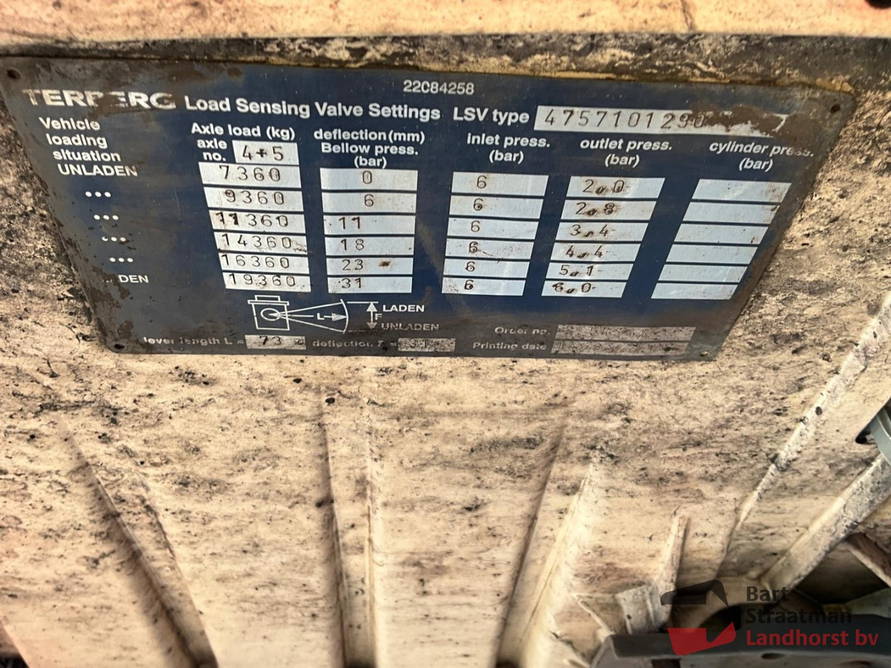 22C84258
TERBERG Load Sensing Valve Settings LSV type
Vehicle loading situation
Axle load (kg) axle no. 4+5
deflection(mm) Bellow press. (bar)
inlet press. (bar)
outlet press. (bar)
cylinder press. (bar)
UNLADEN 7360 0 6 2,0
... 9360 6 6 2,8
... 11360 11 6 3,4
... 14360 18 6 4,4
... 16360 23 6 5,1
19360 31 6 6,0
L F LADEN
UNLADEN
lever length L = 73
deflection F =
Order no.
Printing date
Bart
Straatman
Landhorst bv